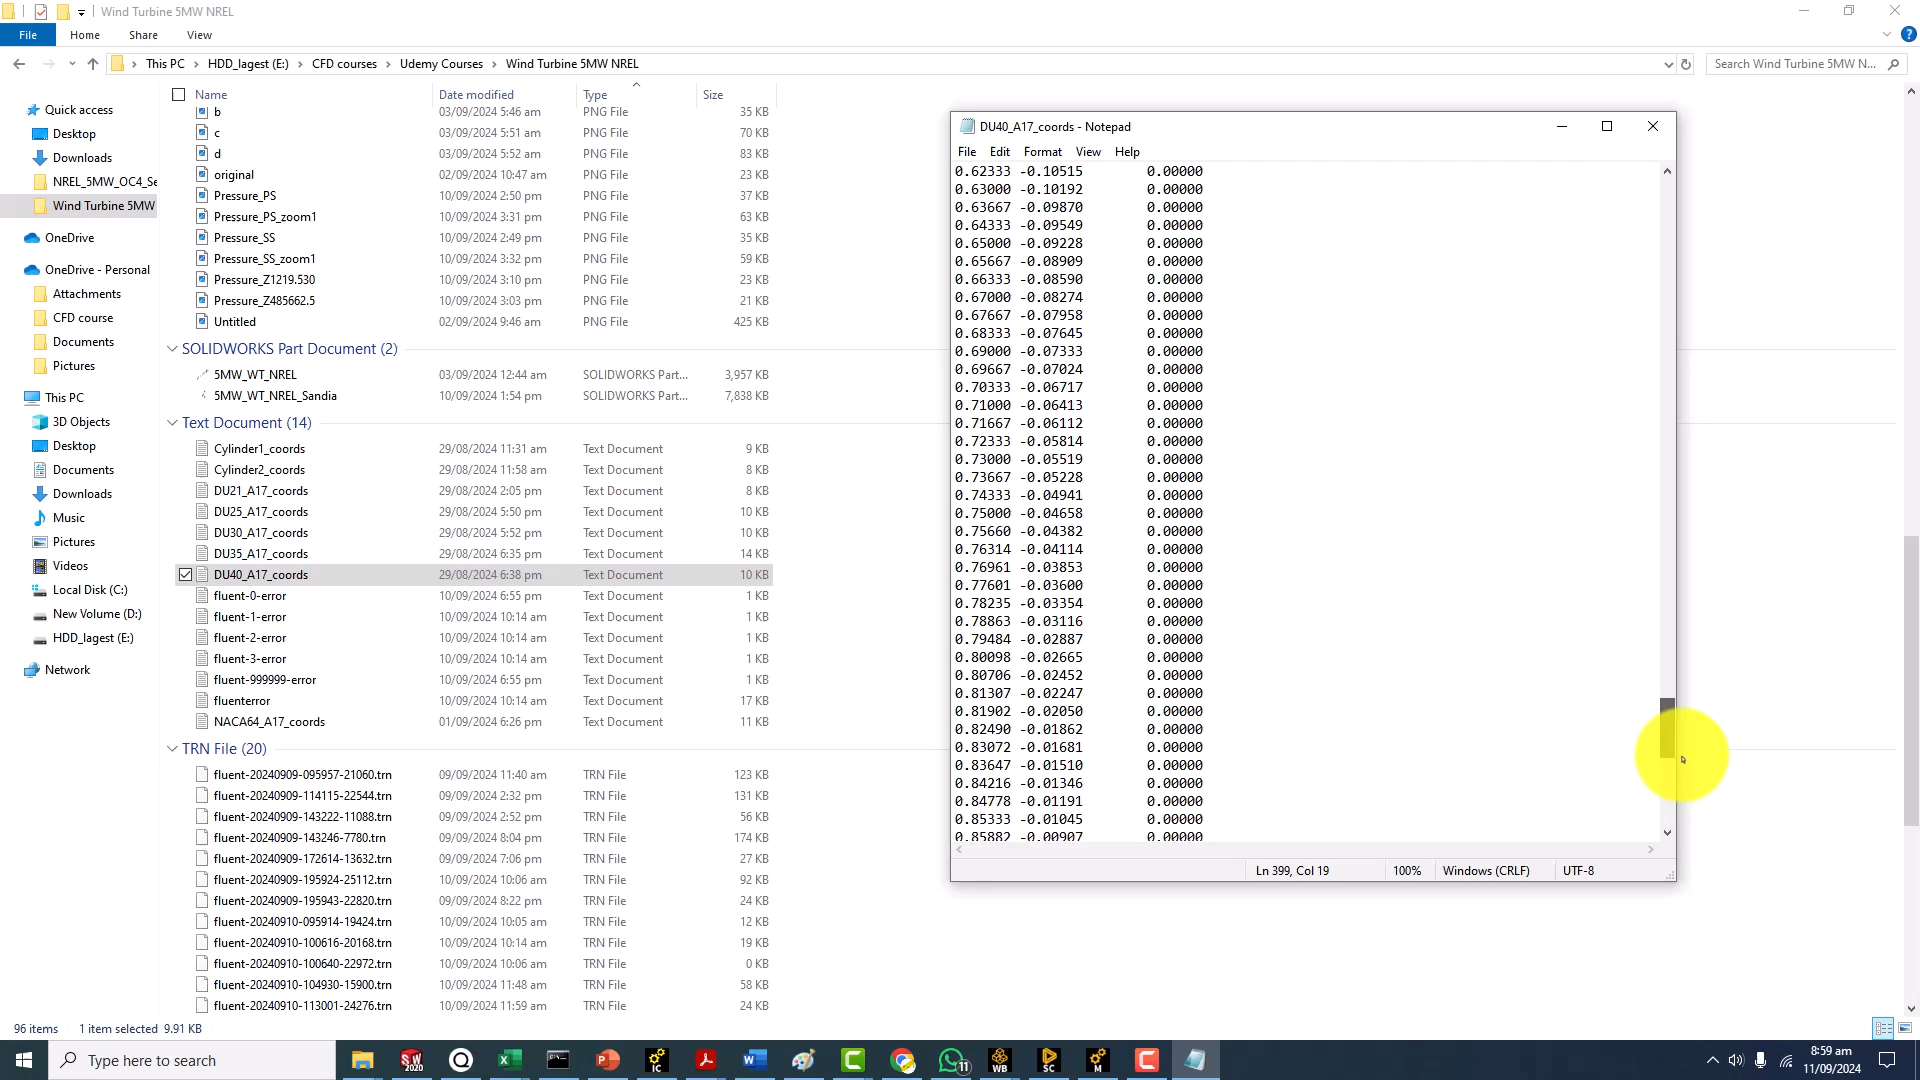 Wind Turbine 5MW NREL
File Home Share View
This PC > HDD_lagest (E:) > CFD courses > Udemy Courses > Wind Turbine 5MW NREL
Search Wind Turbine 5MW N...
Quick access
Desktop
Downloads
NREL_5MW_OC4_Se
Wind Turbine 5MW
OneDrive
OneDrive - Personal
Attachments
CFD course
Documents
Pictures
This PC
3D Objects
Desktop
Documents
Downloads
Music
Pictures
Videos
Local Disk (C:)
New Volume (D:)
HDD_lagest (E:)
Network
Name Date modified Type Size
b 03/09/2024 5:46 am PNG File 35 KB
c 03/09/2024 5:51 am PNG File 70 KB
d 03/09/2024 5:52 am PNG File 83 KB
original 02/09/2024 10:47 am PNG File 23 KB
Pressure_PS 10/09/2024 2:50 pm PNG File 37 KB
Pressure_PS_zoom1 10/09/2024 3:31 pm PNG File 63 KB
Pressure_SS 10/09/2024 2:49 pm PNG File 35 KB
Pressure_SS_zoom1 10/09/2024 3:32 pm PNG File 59 KB
Pressure_Z1219.530 10/09/2024 3:10 pm PNG File 23 KB
Pressure_Z485662.5 10/09/2024 3:03 pm PNG File 21 KB
Untitled 02/09/2024 9:46 am PNG File 425 KB
SOLIDWORKS Part Document (2)
5MW_WT_NREL 03/09/2024 12:44 am SOLIDWORKS Part... 3,957 KB
5MW_WT_NREL_Sandia 10/09/2024 1:54 pm SOLIDWORKS Part... 7,838 KB
Text Document (14)
Cylinder1_coords 29/08/2024 11:31 am Text Document 9 KB
Cylinder2_coords 29/08/2024 11:58 am Text Document 8 KB
DU21_A17_coords 29/08/2024 2:05 pm Text Document 8 KB
DU25_A17_coords 29/08/2024 5:50 pm Text Document 10 KB
DU30_A17_coords 29/08/2024 5:52 pm Text Document 10 KB
DU35_A17_coords 29/08/2024 6:35 pm Text Document 14 KB
DU40_A17_coords 29/08/2024 6:38 pm Text Document 10 KB
fluent-0-error 10/09/2024 6:55 pm Text Document 1 KB
fluent-1-error 10/09/2024 10:14 am Text Document 1 KB
fluent-2-error 10/09/2024 10:14 am Text Document 1 KB
fluent-3-error 10/09/2024 10:14 am Text Document 1 KB
fluent-999999-error 10/09/2024 6:55 pm Text Document 1 KB
fluenterror 10/09/2024 10:14 am Text Document 17 KB
NACA64_A17_coords 01/09/2024 6:26 pm Text Document 11 KB
TRN File (20)
fluent-20240909-095957-21060.trn 09/09/2024 11:40 am TRN File 123 KB
fluent-20240909-114115-22544.trn 09/09/2024 2:32 pm TRN File 131 KB
fluent-20240909-143222-11088.trn 09/09/2024 2:52 pm TRN File 56 KB
fluent-20240909-143246-7780.trn 09/09/2024 8:04 pm TRN File 174 KB
fluent-20240909-172614-13632.trn 09/09/2024 7:06 pm TRN File 27 KB
fluent-20240909-195924-25112.trn 10/09/2024 10:06 am TRN File 92 KB
fluent-20240909-195943-22820.trn 09/09/2024 8:22 pm TRN File 24 KB
fluent-20240910-095914-19424.trn 10/09/2024 10:05 am TRN File 12 KB
fluent-20240910-100616-20168.trn 10/09/2024 10:14 am TRN File 19 KB
fluent-20240910-100640-22972.trn 10/09/2024 10:06 am TRN File 0 KB
fluent-20240910-104930-15900.trn 10/09/2024 11:48 am TRN File 58 KB
fluent-20240910-113001-24276.trn 10/09/2024 11:59 am TRN File 24 KB
96 items 1 item selected 9.91 KB
DU40_A17_coords - Notepad
File Edit Format View Help
0.62333 -0.10515 0.00000
0.63000 -0.10192 0.00000
0.63667 -0.09870 0.00000
0.64333 -0.09549 0.00000
0.65000 -0.09228 0.00000
0.65667 -0.08909 0.00000
0.66333 -0.08590 0.00000
0.67000 -0.08274 0.00000
0.67667 -0.07958 0.00000
0.68333 -0.07645 0.00000
0.69000 -0.07333 0.00000
0.69667 -0.07024 0.00000
0.70333 -0.06717 0.00000
0.71000 -0.06413 0.00000
0.71667 -0.06112 0.00000
0.72333 -0.05814 0.00000
0.73000 -0.05519 0.00000
0.73667 -0.05228 0.00000
0.74333 -0.04941 0.00000
0.75000 -0.04658 0.00000
0.75660 -0.04382 0.00000
0.76314 -0.04114 0.00000
0.76961 -0.03853 0.00000
0.77601 -0.03600 0.00000
0.78235 -0.03354 0.00000
0.78863 -0.03116 0.00000
0.79484 -0.02887 0.00000
0.80098 -0.02665 0.00000
0.80706 -0.02452 0.00000
0.81307 -0.02247 0.00000
0.81902 -0.02050 0.00000
0.82490 -0.01862 0.00000
0.83072 -0.01681 0.00000
0.83647 -0.01510 0.00000
0.84216 -0.01346 0.00000
0.84778 -0.01191 0.00000
0.85333 -0.01045 0.00000
0.85882 -0.00907 0.00000
Ln 399, Col 19 100% Windows (CRLF) UTF-8
Type here to search
SW 2020
IC
11
WB
SC
M
8:59 am
11/09/2024